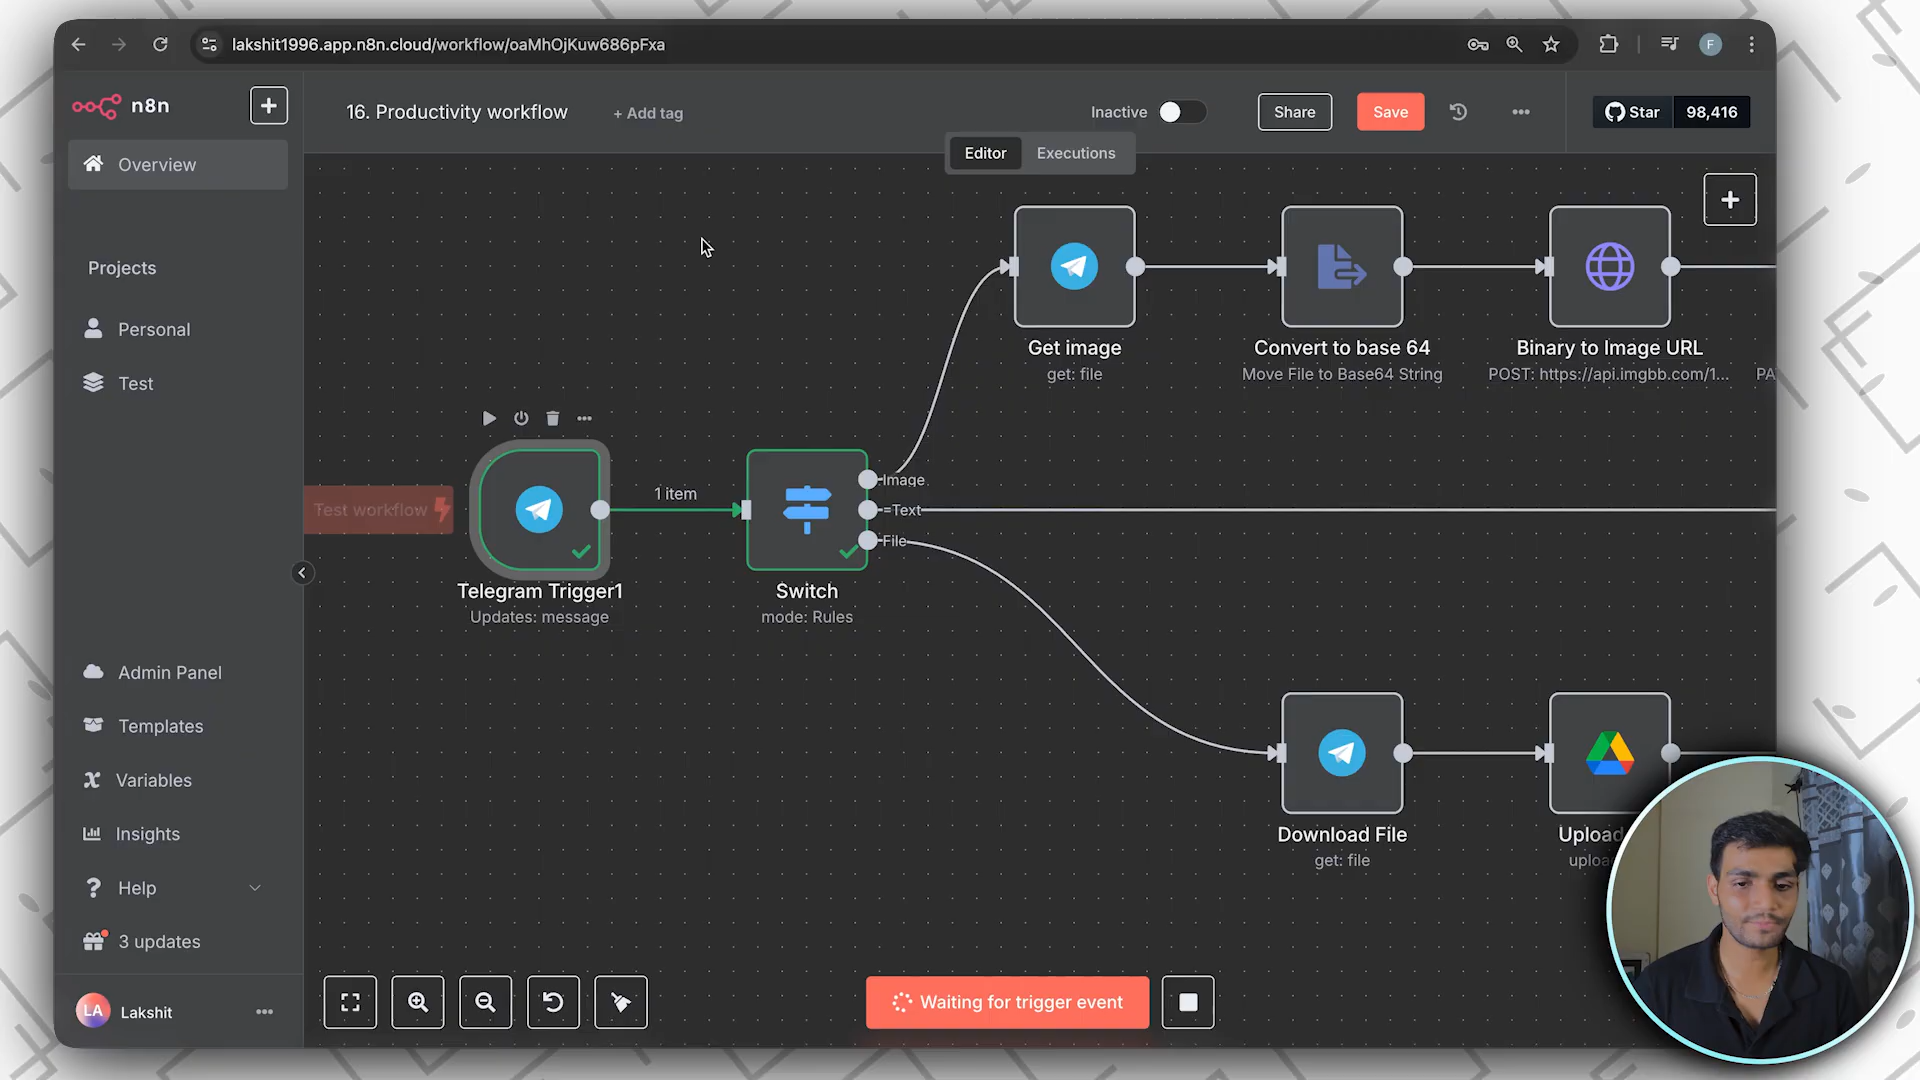 lakshit1996.app.n8n.cloud/workflow/oaMhOjKuw686pFxa
F
n8n
16. Productivity workflow
+ Add tag
Inactive
Share
Save
Star
98,416
Overview
Editor
Executions
Projects
Personal
Test
Get image
get: file
Convert to base 64
Move File to Base64 String
Binary to Image URL
POST: https://api.imgbb.com/1...
PA
Test workflow
1 item
Image
=Text
File
Telegram Trigger1
Updates: message
Switch
mode: Rules
Admin Panel
Templates
Variables
Insights
Help
3 updates
Download File
get: file
Upload
uploa
LA
Lakshit
Waiting for trigger event